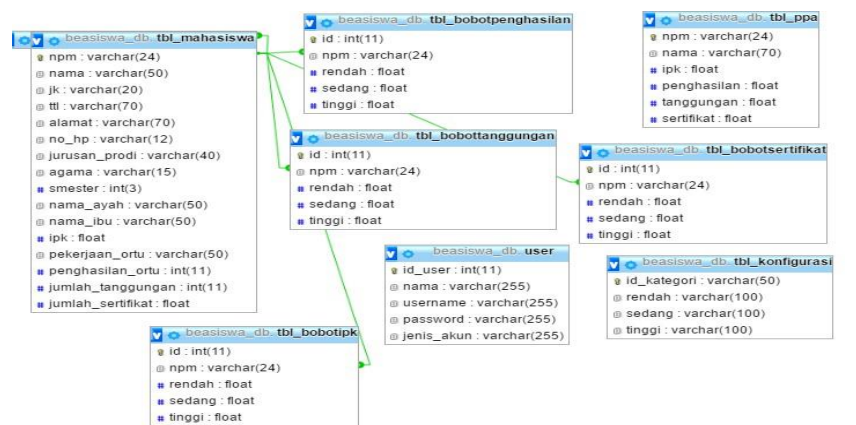 beasiswa_db. tbl_mahasiswa
npm : varchar(24)
nama : varchar(50)
jk : varchar(20)
ttl : varchar(70)
alamat : varchar(70)
no_hp : varchar(12)
jurusan_prodi : varchar(40)
agama : varchar(15)
smester : int(3)
nama_ayah : varchar(50)
nama_ibu : varchar(50)
ipk : float
pekerjaan_ortu : varchar(50)
penghasilan_ortu : int(11)
jumlah_tanggungan : int(11)
jumlah_sertifikat : float
beasiswa_db. tbl_bobotpenghasilan
id : int(11)
npm : varchar(24)
rendah : float
sedang : float
tinggi : float
beasiswa_db. tbl_ppa
npm : varchar(24)
nama : varchar(70)
ipk : float
penghasilan : float
tanggungan : float
sertifikat : float
beasiswa_db. tbl_bobottanggungan
id : int(11)
npm : varchar(24)
rendah : float
sedang : float
tinggi : float
beasiswa_db. tbl_bobotsertifikat
id : int(11)
npm : varchar(24)
rendah : float
sedang : float
tinggi : float
beasiswa_db. user
id_user : int(11)
nama : varchar(255)
username : varchar(255)
password : varchar(255)
jenis_akun : varchar(255)
beasiswa_db. tbl_konfigurasi
id_kategori : varchar(50)
rendah : varchar(100)
sedang : varchar(100)
tinggi : varchar(100)
beasiswa_db. tbl_bobotipk
id : int(11)
npm : varchar(24)
rendah : float
sedang : float
tinggi : float